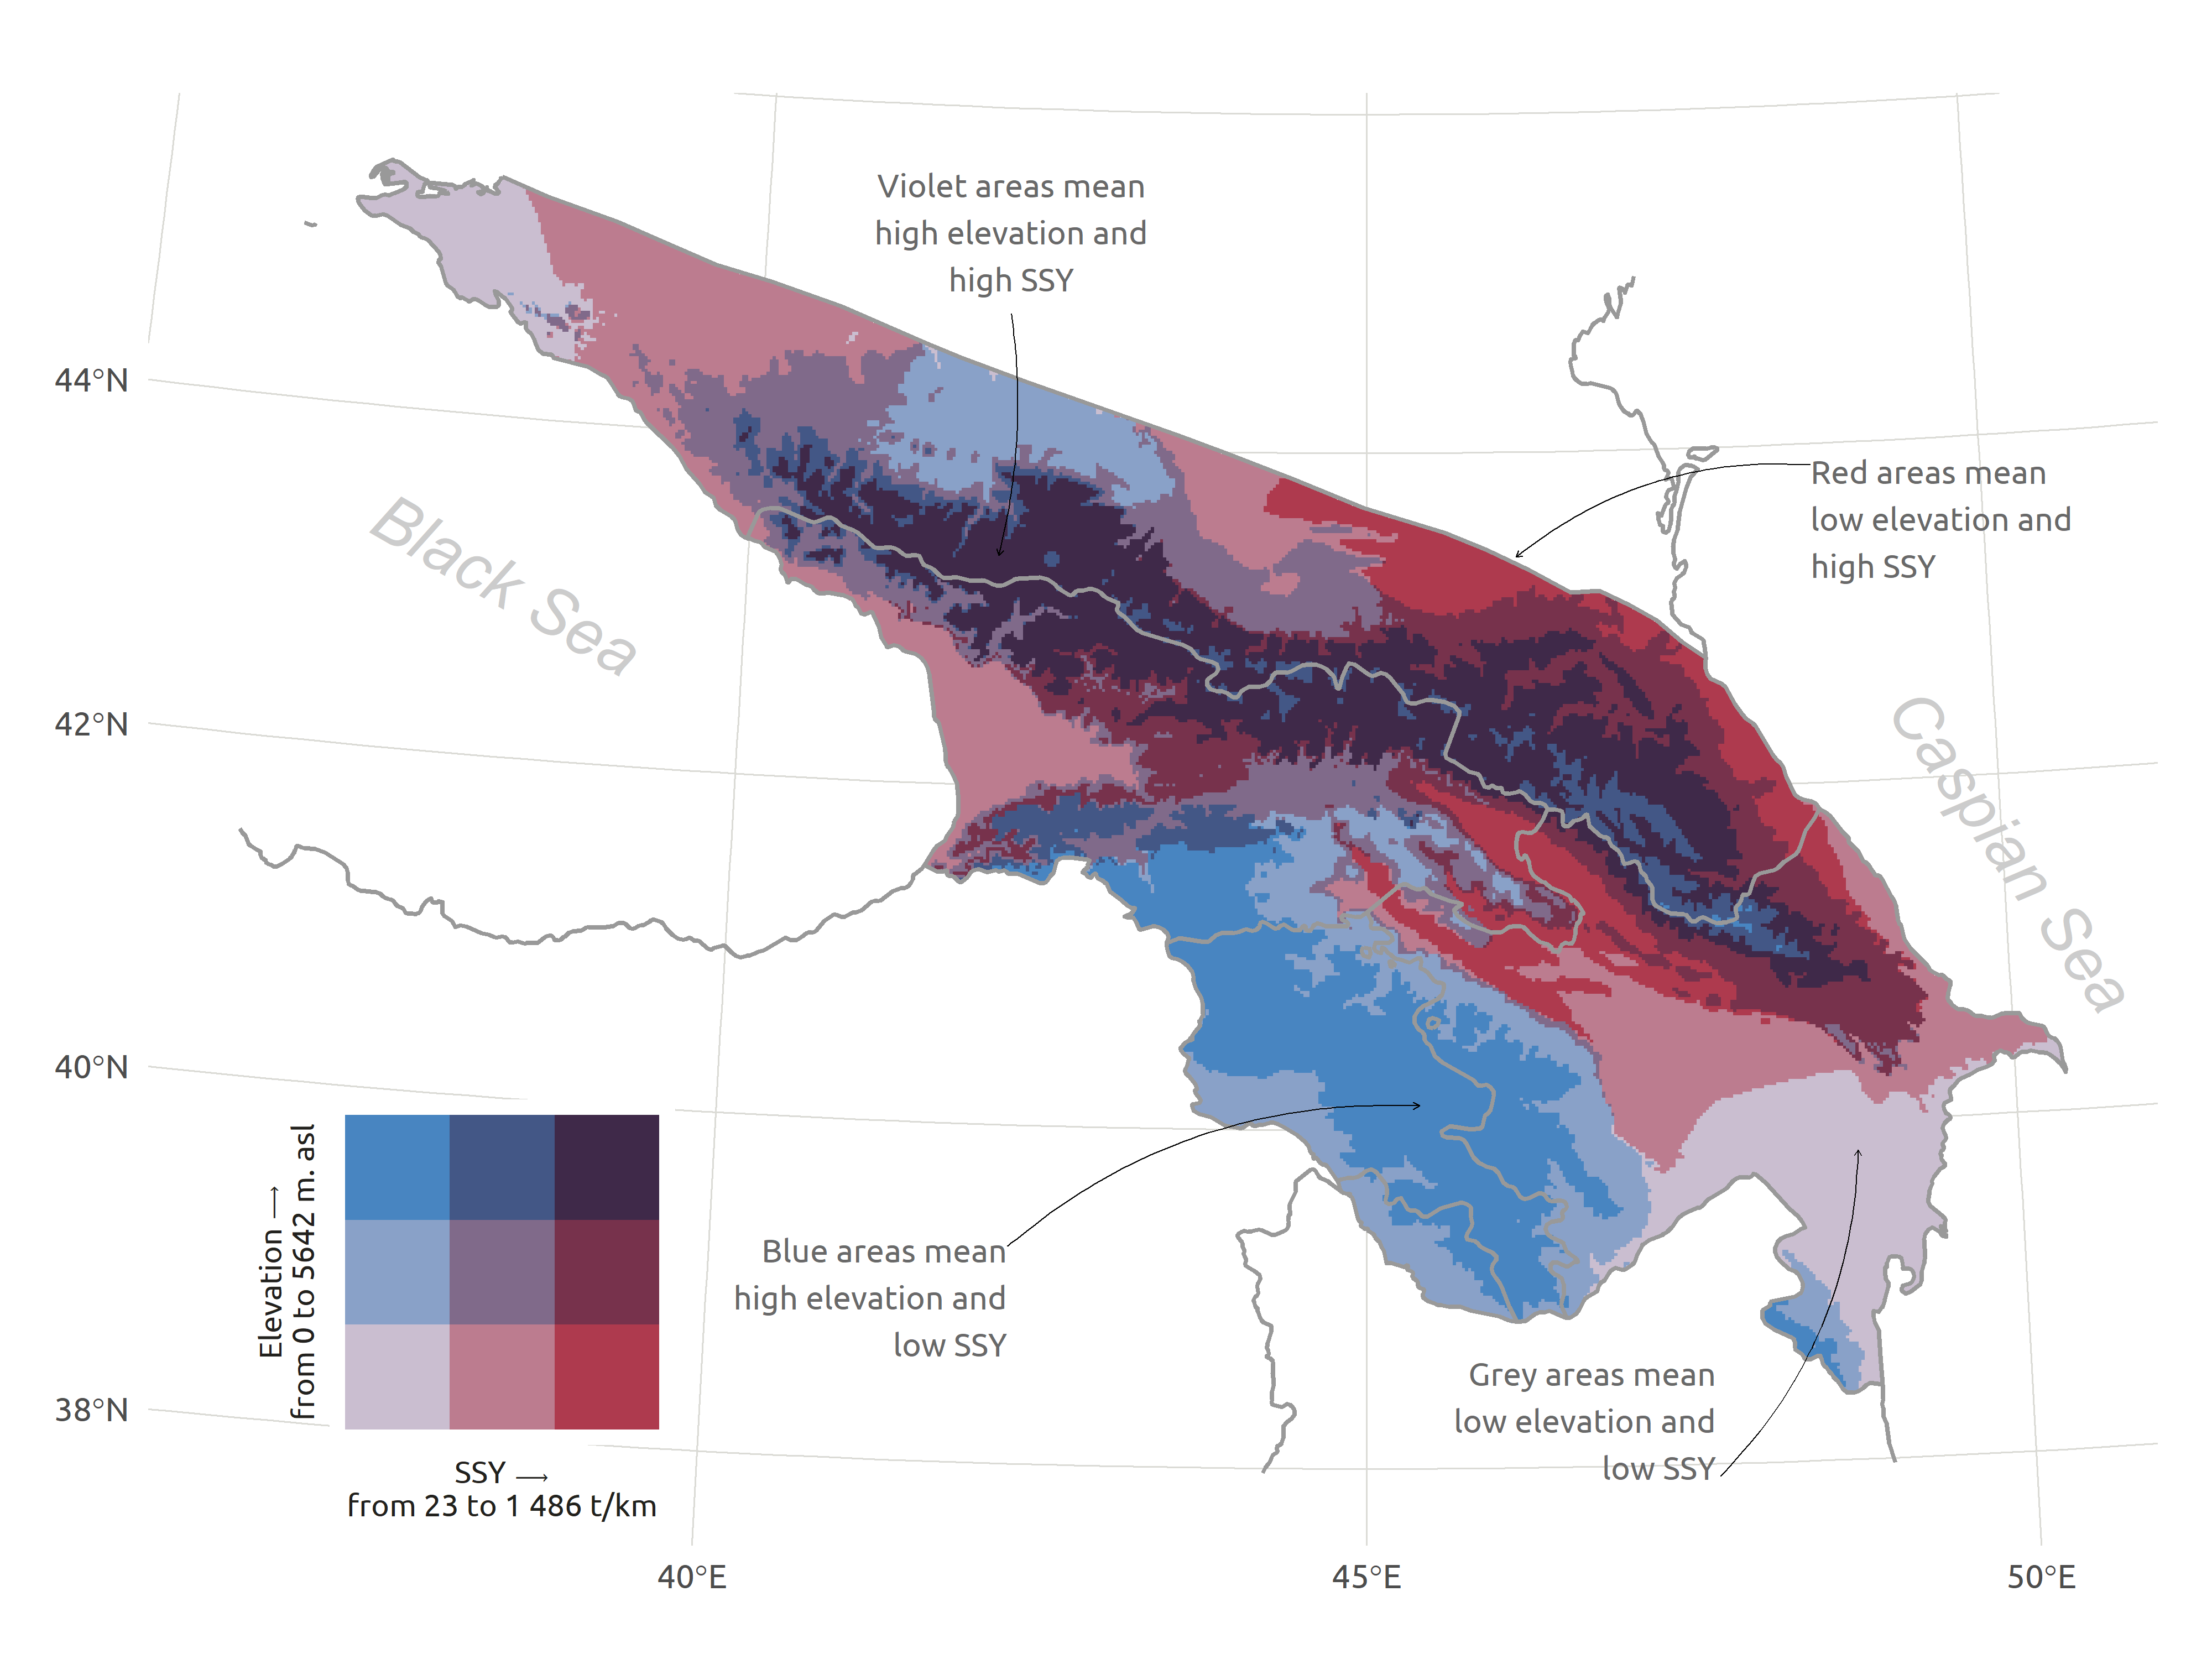 Violet areas mean
high elevation and
high SSY
44°N
Red areas mean
low elevation and
high SSY
Black Sea
42°N
Caspian Sea
40°N
Elevation ⟶
from 0 to 5642 m. asl
Blue areas mean
high elevation and
low SSY
Grey areas mean
low elevation and
low SSY
38°N
SSY ⟶
from 23 to 1 486 t/km
40°E
45°E
50°E